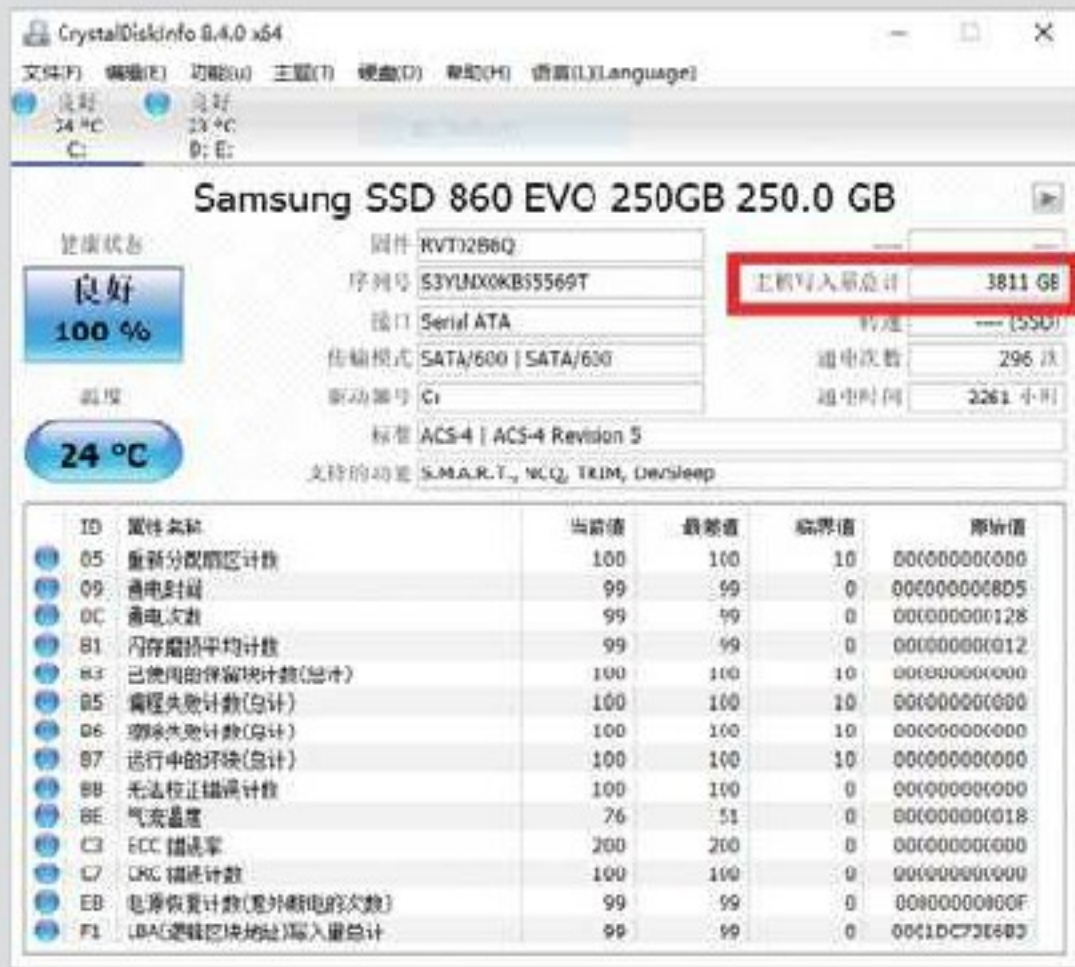 CrystalDiskInfo 8.4.0 x64
文件(F) 编辑(E) 功能(u) 主题(T) 硬盘(D) 帮助(H) 语言(L)(Language)
良好 良好
24 °C 23 °C
C: D: E:
Samsung SSD 860 EVO 250GB 250.0 GB
健康状态 固件 RVT02B6Q ---- ----
良好 序列号 主机写入量总计 3811 GB
100 % 接口 Serial ATA 转速 ---- (SSD)
传输模式 SATA/600 | SATA/600 通电次数 296 次
温度 驱动器号 C: 通电时间 2261 小时
24 °C 标准 ACS-4 | ACS-4 Revision 5
支持的功能 S.M.A.R.T., NCQ, TRIM, DevSleep
ID 属性名称 当前值 最差值 临界值 原始值
05 重新分配扇区计数 100 100 10 000000000000
09 通电时间 99 99 0 0000000008D5
0C 通电次数 99 99 0 000000000128
B1 闪存磨损平均计数 99 99 0 000000000012
B3 已使用的保留块计数(总计) 100 100 10 000000000000
B5 编程失败计数(总计) 100 100 10 000000000000
B6 擦除失败计数(总计) 100 100 10 000000000000
B7 运行中的坏块(总计) 100 100 10 000000000000
BB 无法校正错误计数 100 100 0 000000000000
BE 气流温度 76 51 0 000000000018
C3 ECC 错误率 200 200 0 000000000000
C7 CRC 错误计数 100 100 0 000000000000
EB 电源恢复计数(意外断电的次数) 99 99 0 00000000000F
F1 LBA(逻辑区块地址)写入量总计 99 99 0